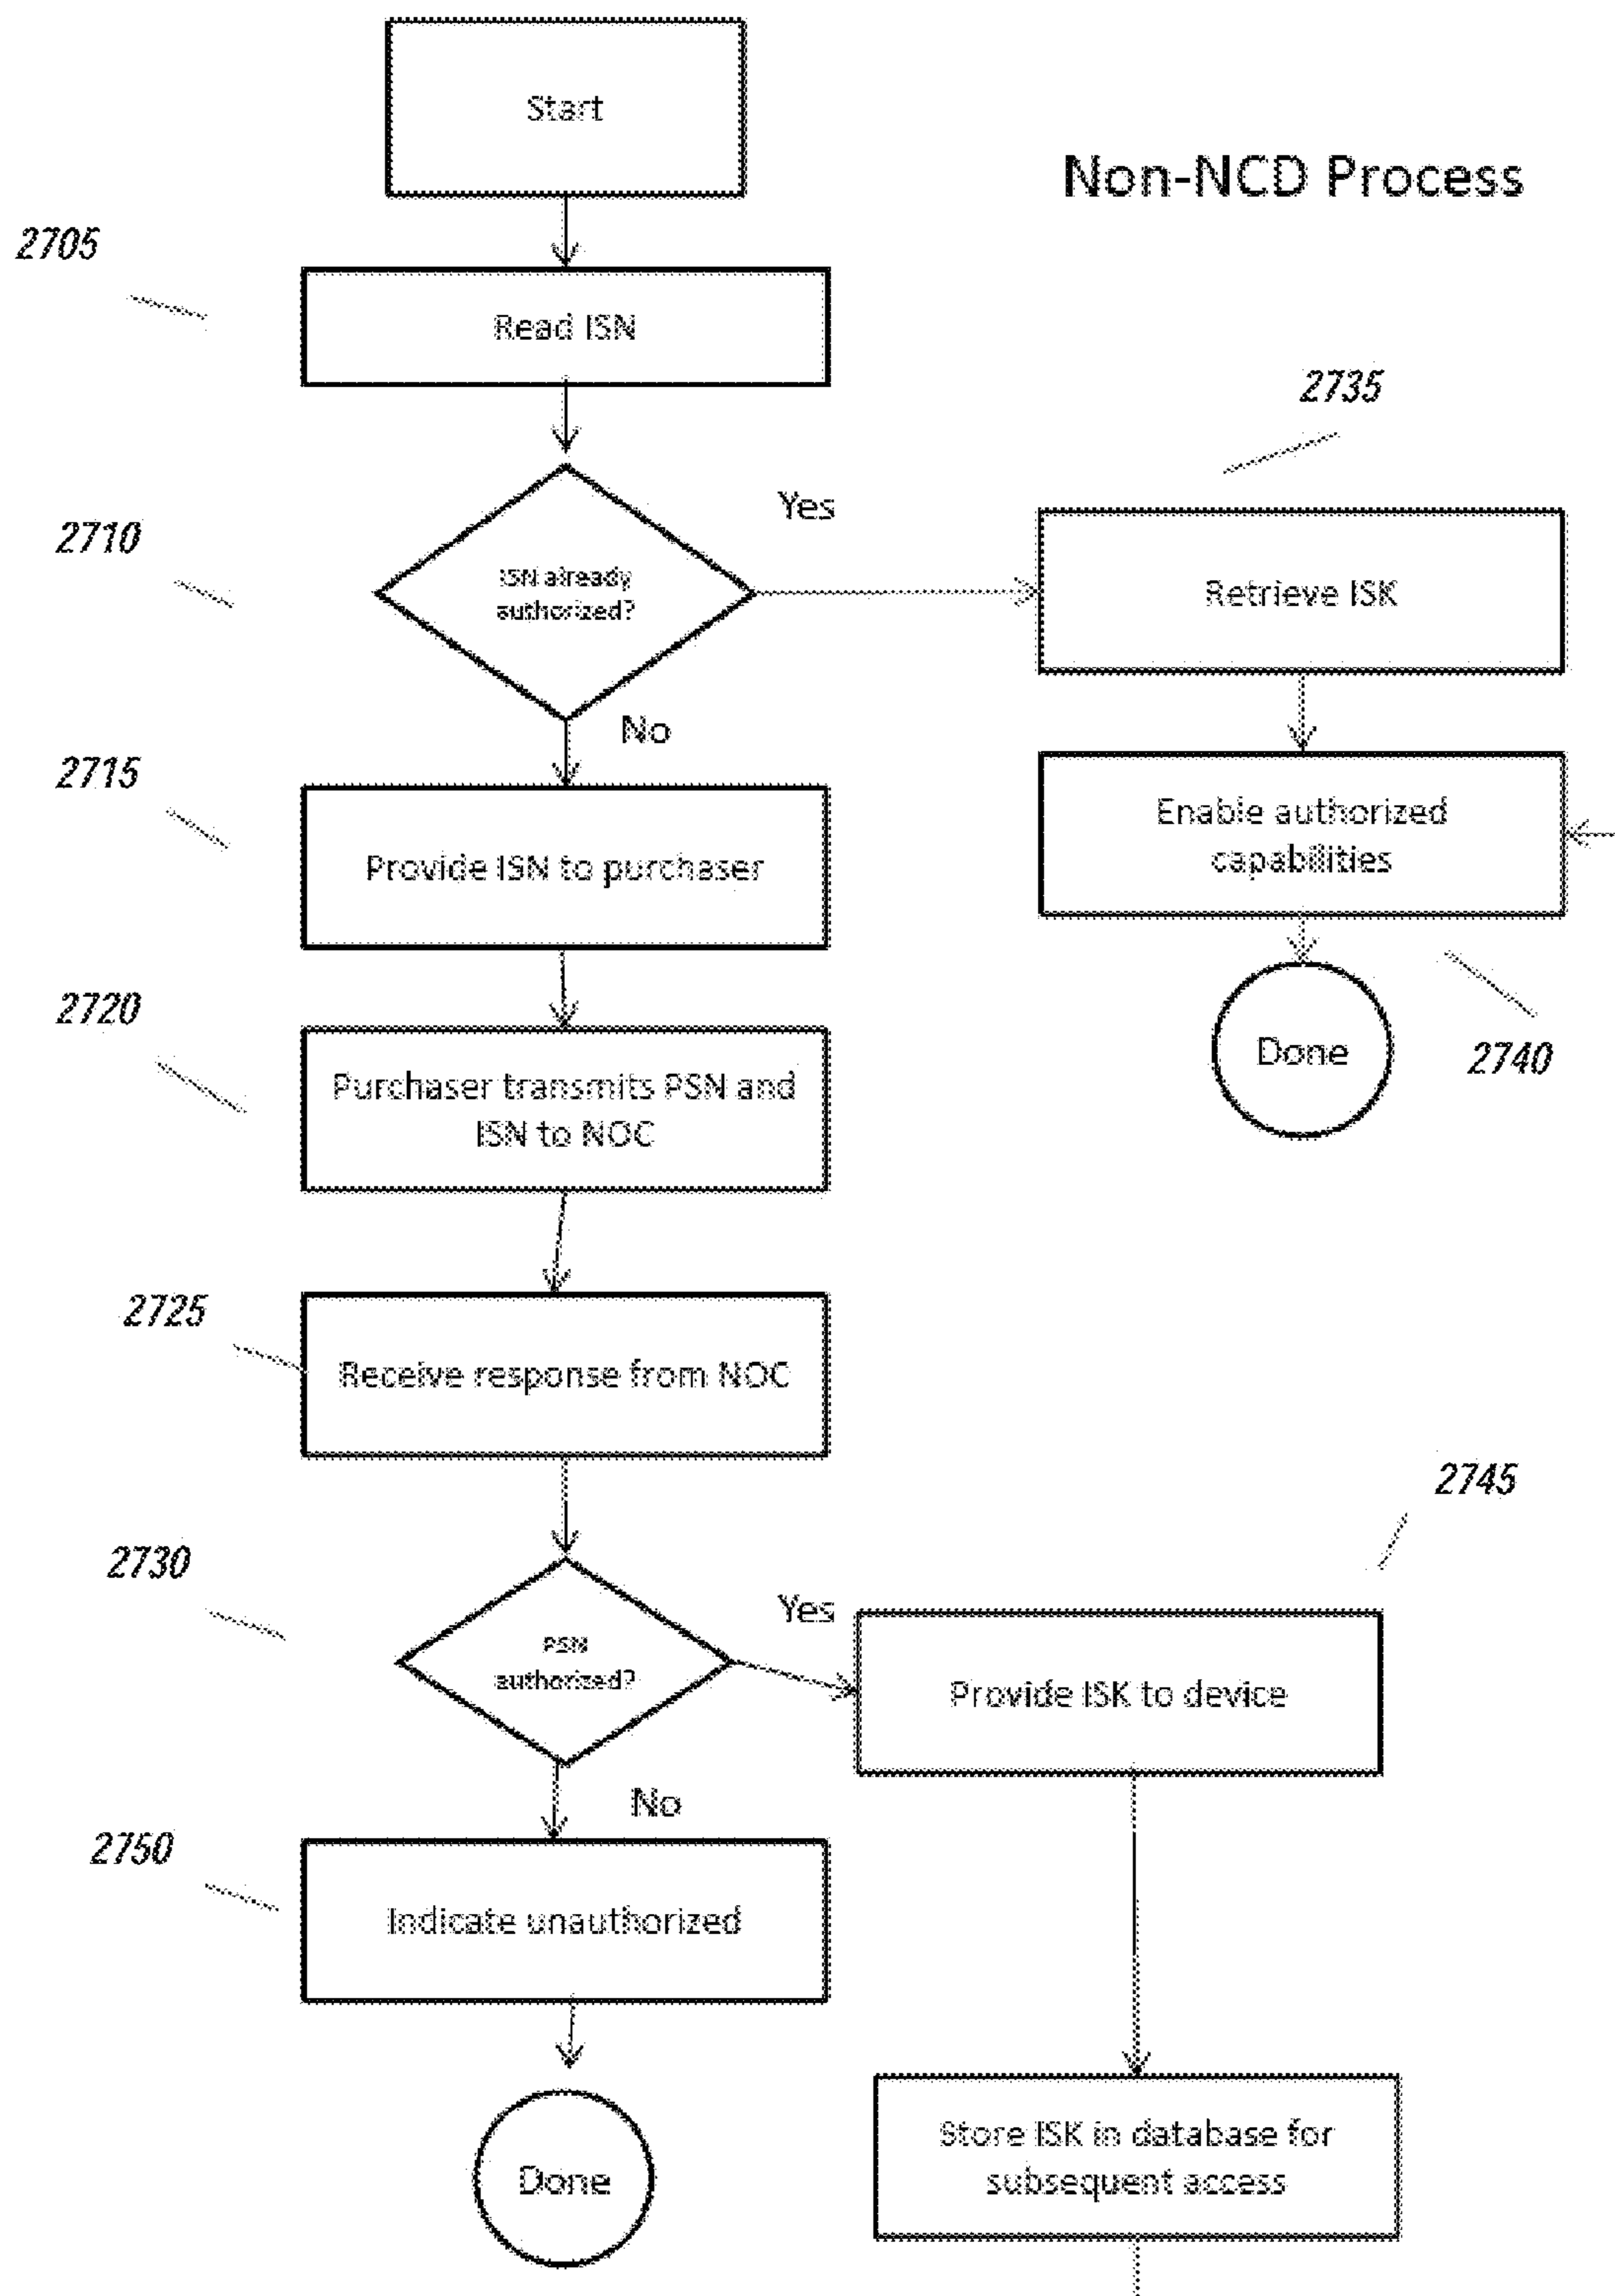 Start
Non-NCD Process
2705
Read ISN
2735
2710
ISN already
authorized?
Yes
Retrieve ISK
No
2715
Provide ISN to purchaser
Enable authorized
capabilities
2720
Purchaser transmits PSN and
ISN to NOC
Done
2740
2725
Receive response from NOC
2745
2730
PSN
authorized?
Yes
Provide ISK to device
No
2750
Indicate unauthorized
Store ISK in database for
subsequent access
Done